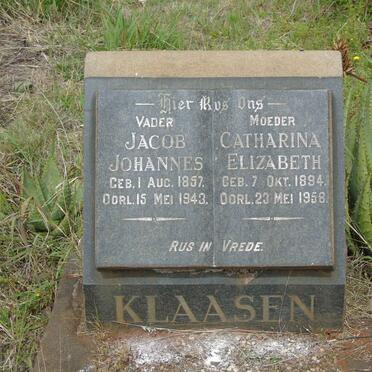 Hier Rus Ons
VADER
JACOB
JOHANNES
GEB. 1 AUG. 1857.
OORL. 15 MEI 1943.
MOEDER
CATHARINA
ELIZABETH
GEB. 7 OKT. 1894.
OORL. 23 MEI 1958.
RUS IN VREDE.
KLAASEN